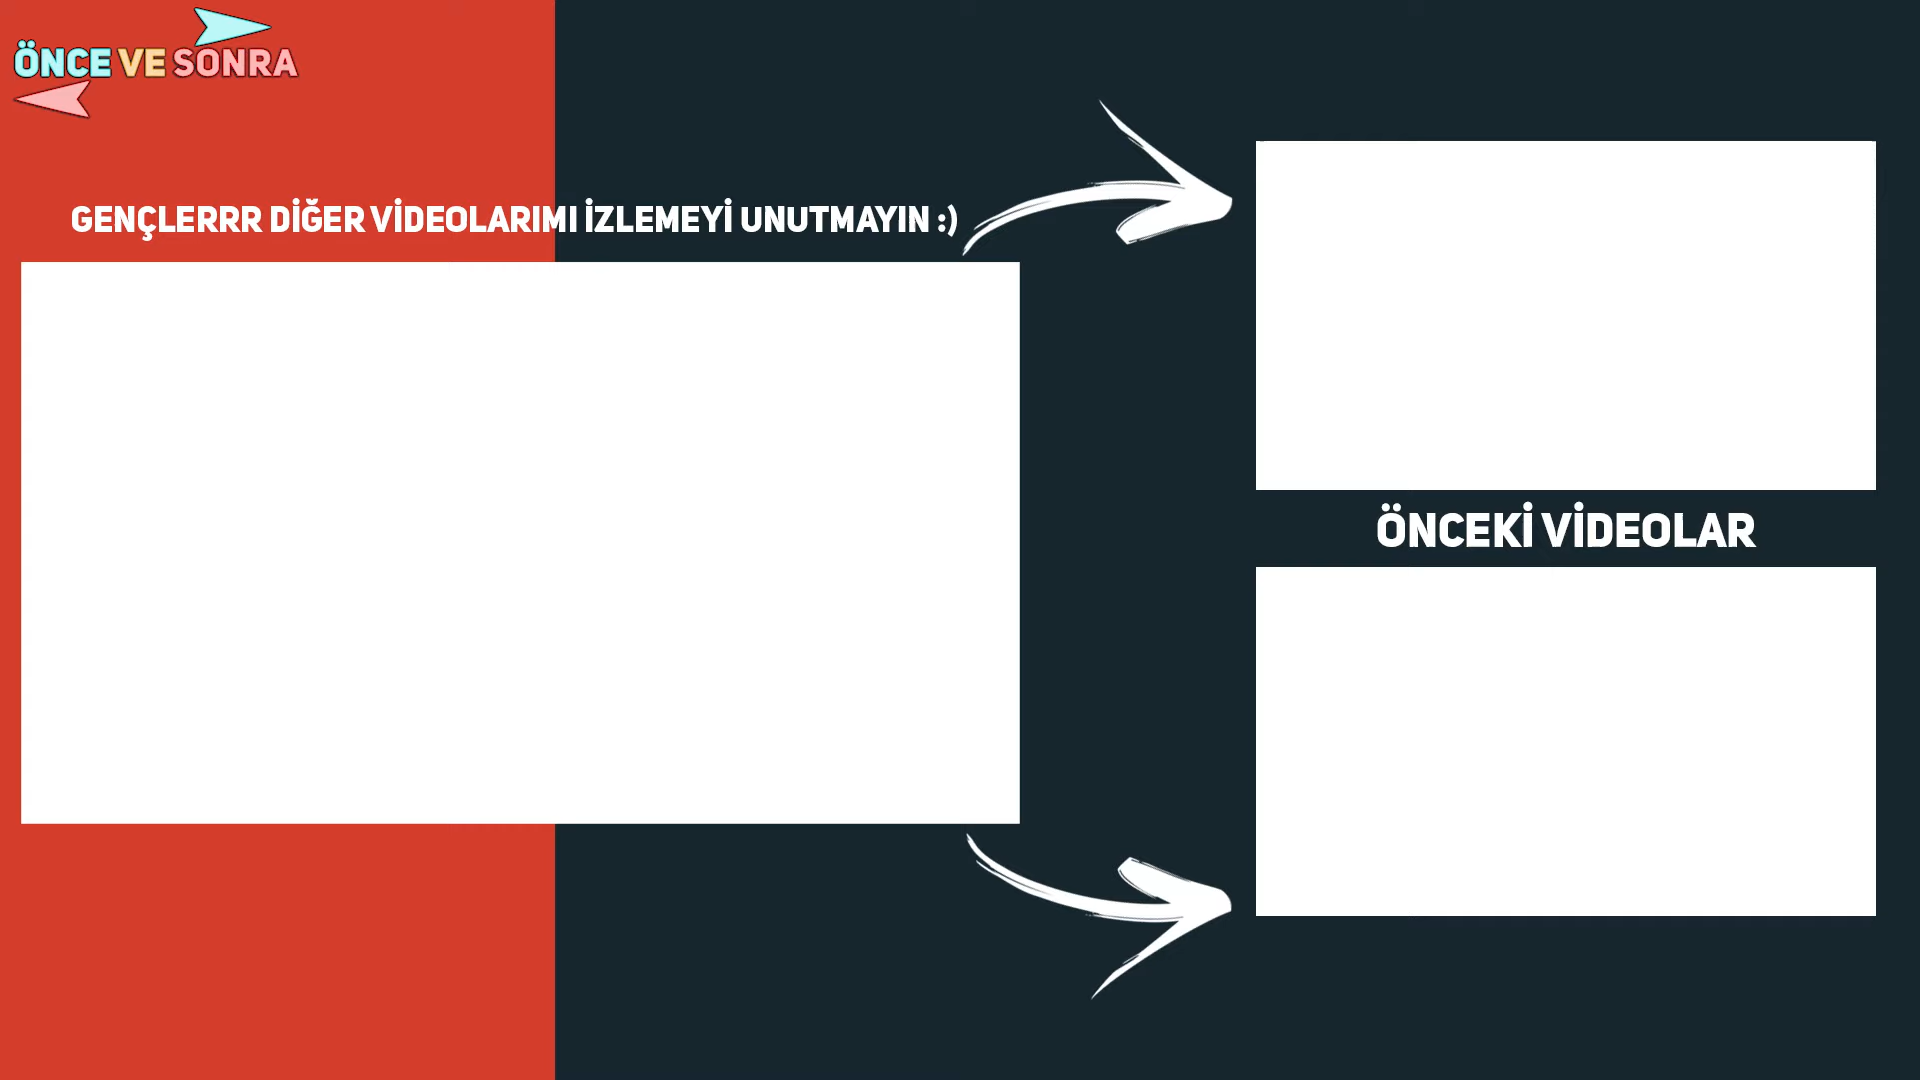 ÖNCE VE SONRA
GENÇLERRR DİĞER VİDEOLARIMI İZLEMEYİ UNUTMAYIN :)
ÖNCEKİ VİDEOLAR